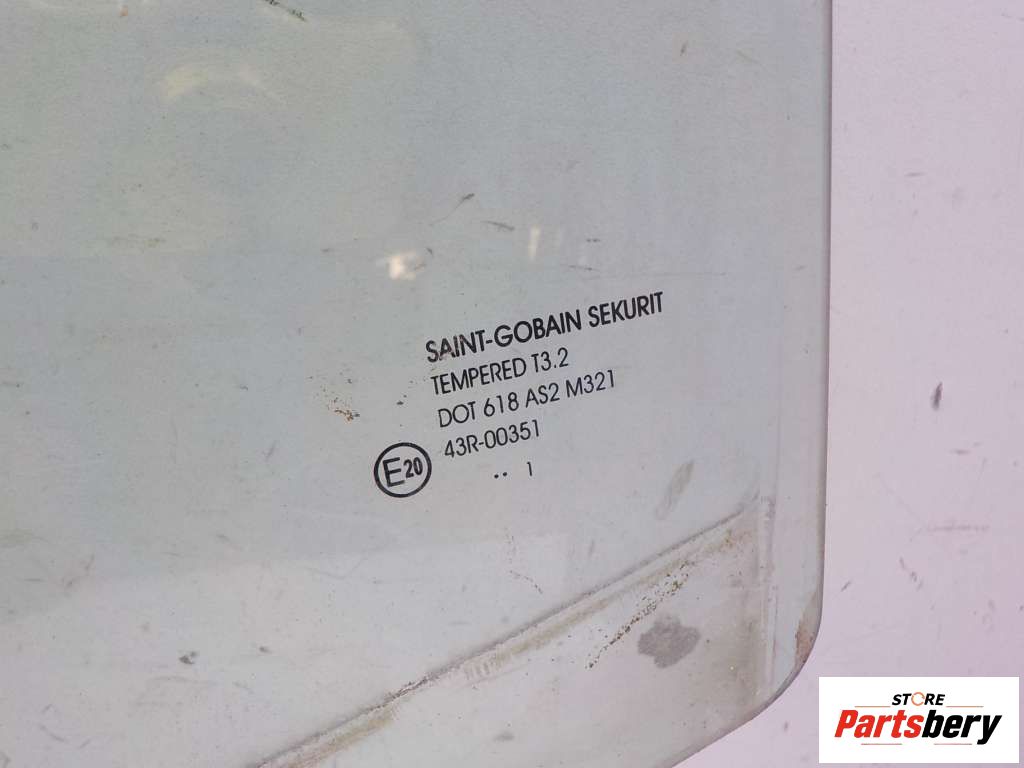 SAINT-GOBAIN SEKURIT
TEMPERED T3.2
DOT 618 AS2 M321
43R-00351
E20
.. 1
STORE
Partsbery